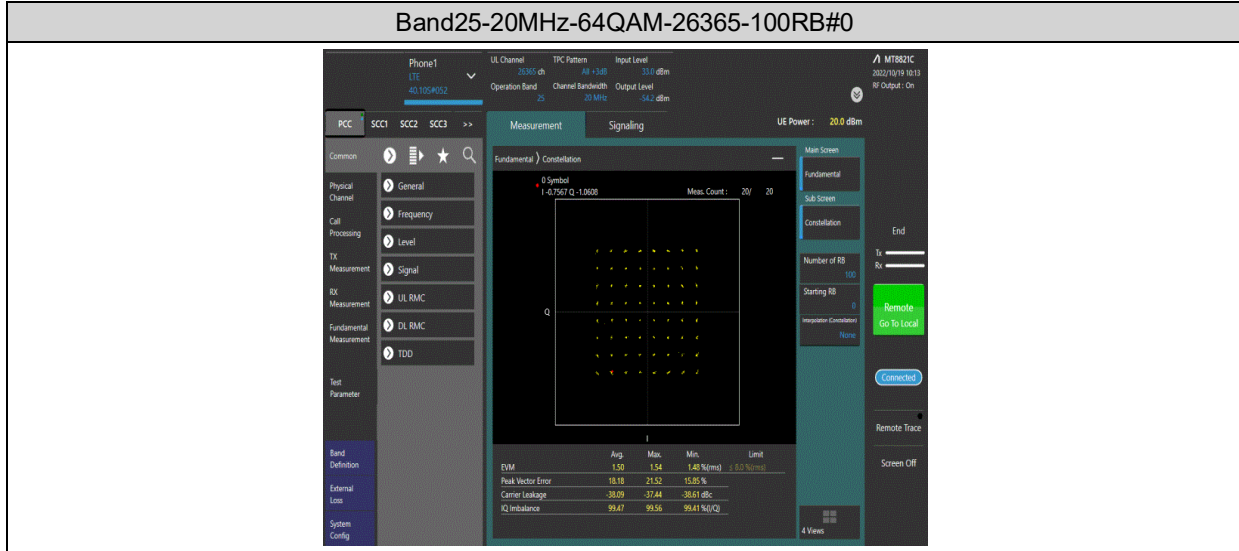 Band25-20MHz-64QAM-26365-100RB#0
Phone1
LTE
40.105#052
UL Channel
26365 ch
TPC Pattern
All +3dB
Input Level
33.0 dBm
Operation Band
25
Channel Bandwidth
20 MHz
Output Level
-54.2 dBm
MT8821C
2022/10/19 10:13
RF Output : On
PCC SCC1 SCC2 SCC3 >>
Measurement Signaling UE Power : 20.0 dBm
Common
Physical
Channel
Call
Processing
TX
Measurement
RX
Measurement
Fundamental
Measurement
Test
Parameter
Band
Definition
External
Loss
System
Config
General
Frequency
Level
Signal
UL RMC
DL RMC
TDD
Fundamental ⟩ Constellation
0 Symbol
I -0.7567 Q -1.0608 Meas. Count : 20/ 20
Q
I
Avg. Max. Min. Limit
EVM 1.50 1.54 1.48 %(rms) ≤ 8.0 %(rms)
Peak Vector Error 18.18 21.52 15.85 %
Carrier Leakage -38.09 -37.44 -38.61 dBc
IQ Imbalance 99.47 99.56 99.41 %(I/Q)
Main Screen
Fundamental
Sub Screen
Constellation
Number of RB
100
Starting RB
0
Interpolation (Constellation)
None
4 Views
End
Tx
Rx
Remote
Go To Local
Connected
Remote Trace
Screen Off